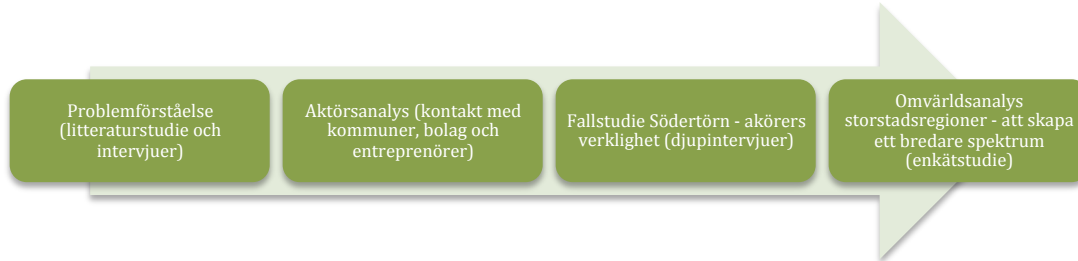 Problemförståelse
(litteraturstudie och
intervjuer)
Aktörsanalys (kontakt med
kommuner, bolag och
entreprenörer)
Fallstudie Södertörn - akörers
verklighet (djupintervjuer)
Omvärldsanalys
storstadsregioner - att skapa
ett bredare spektrum
(enkätstudie)